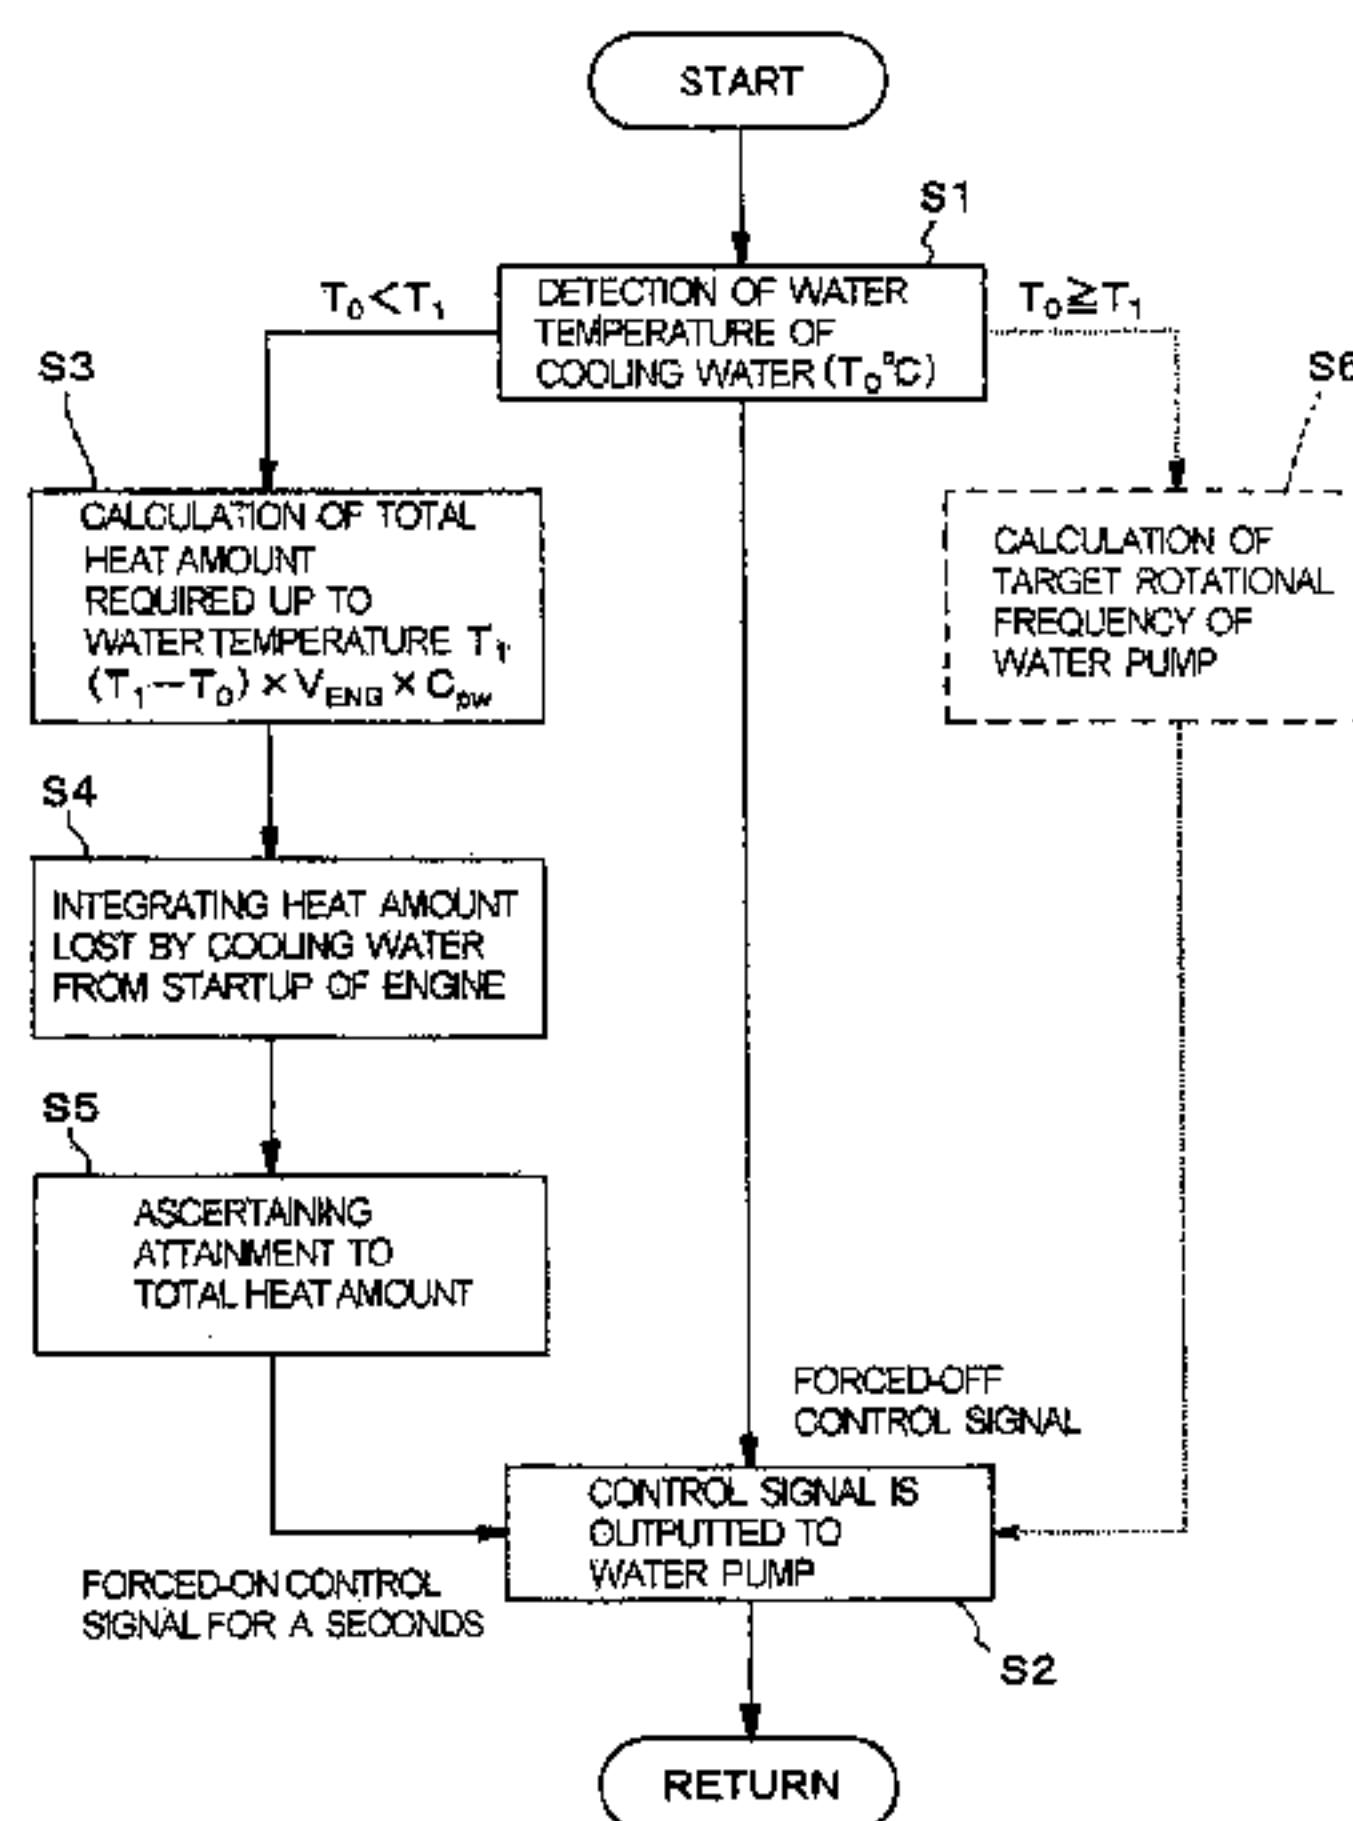 START
S1
T₀<T₁
DETECTION OF WATER
TEMPERATURE OF
COOLING WATER (T₀°C)
T₀≧T₁
S3
S6
CALCULATION OF TOTAL
HEAT AMOUNT
REQUIRED UP TO
WATER TEMPERATURE T₁
(T₁−T₀)×V_ENG×C_pw
CALCULATION OF
TARGET ROTATIONAL
FREQUENCY OF
WATER PUMP
S4
INTEGRATING HEAT AMOUNT
LOST BY COOLING WATER
FROM STARTUP OF ENGINE
S5
ASCERTAINING
ATTAINMENT TO
TOTAL HEAT AMOUNT
FORCED-OFF
CONTROL SIGNAL
CONTROL SIGNAL IS
OUTPUTTED TO
WATER PUMP
FORCED-ON CONTROL
SIGNAL FOR A SECONDS
S2
RETURN